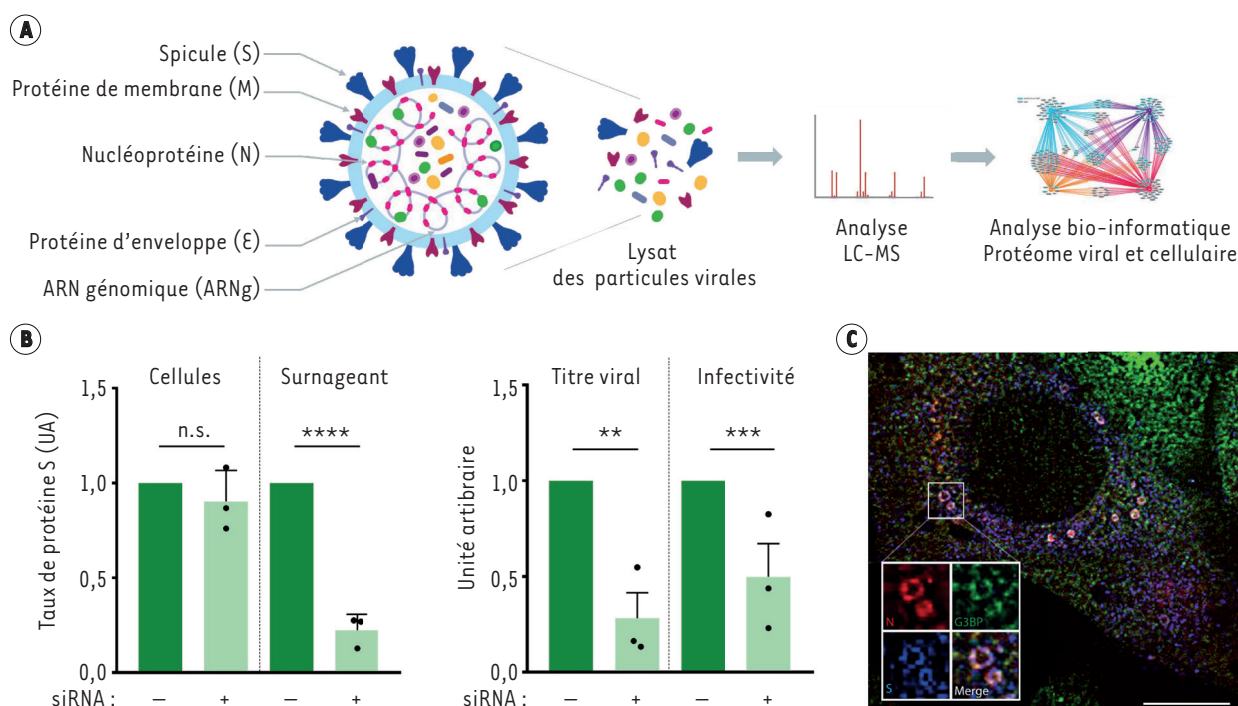 A
Spicule (S)
Protéine de membrane (M)
Nucléoprotéine (N)
Protéine d'enveloppe (E)
ARN génomique (ARNg)
Lysat
des particules virales
Analyse
LC-MS
Analyse bio-informatique
Protéome viral et cellulaire
B
Taux de protéine S (UA)
1,5
1,0
0,5
0,0
Cellules
Surnageant
n.s.
****
siRNA :
–
+
–
+
Unité artibraire
1,5
1,0
0,5
0,0
Titre viral
Infectivité
**
***
siRNA :
–
+
–
+
C
N
G3BP
S
Merge